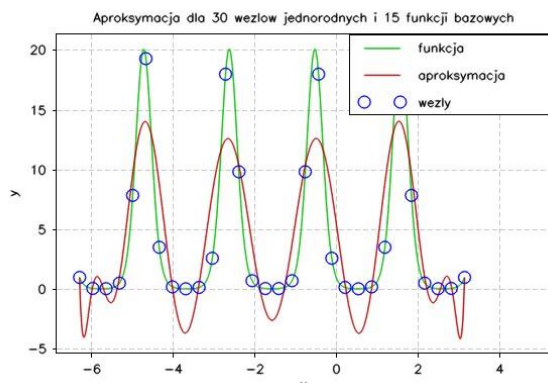 Aproksymacja dla 30 wezlow jednorodnych i 15 funkcji bazowych
funkcja
aproksymacja
wezly
20
15
10
5
0
−5
y
−6
−4
−2
0
2
4